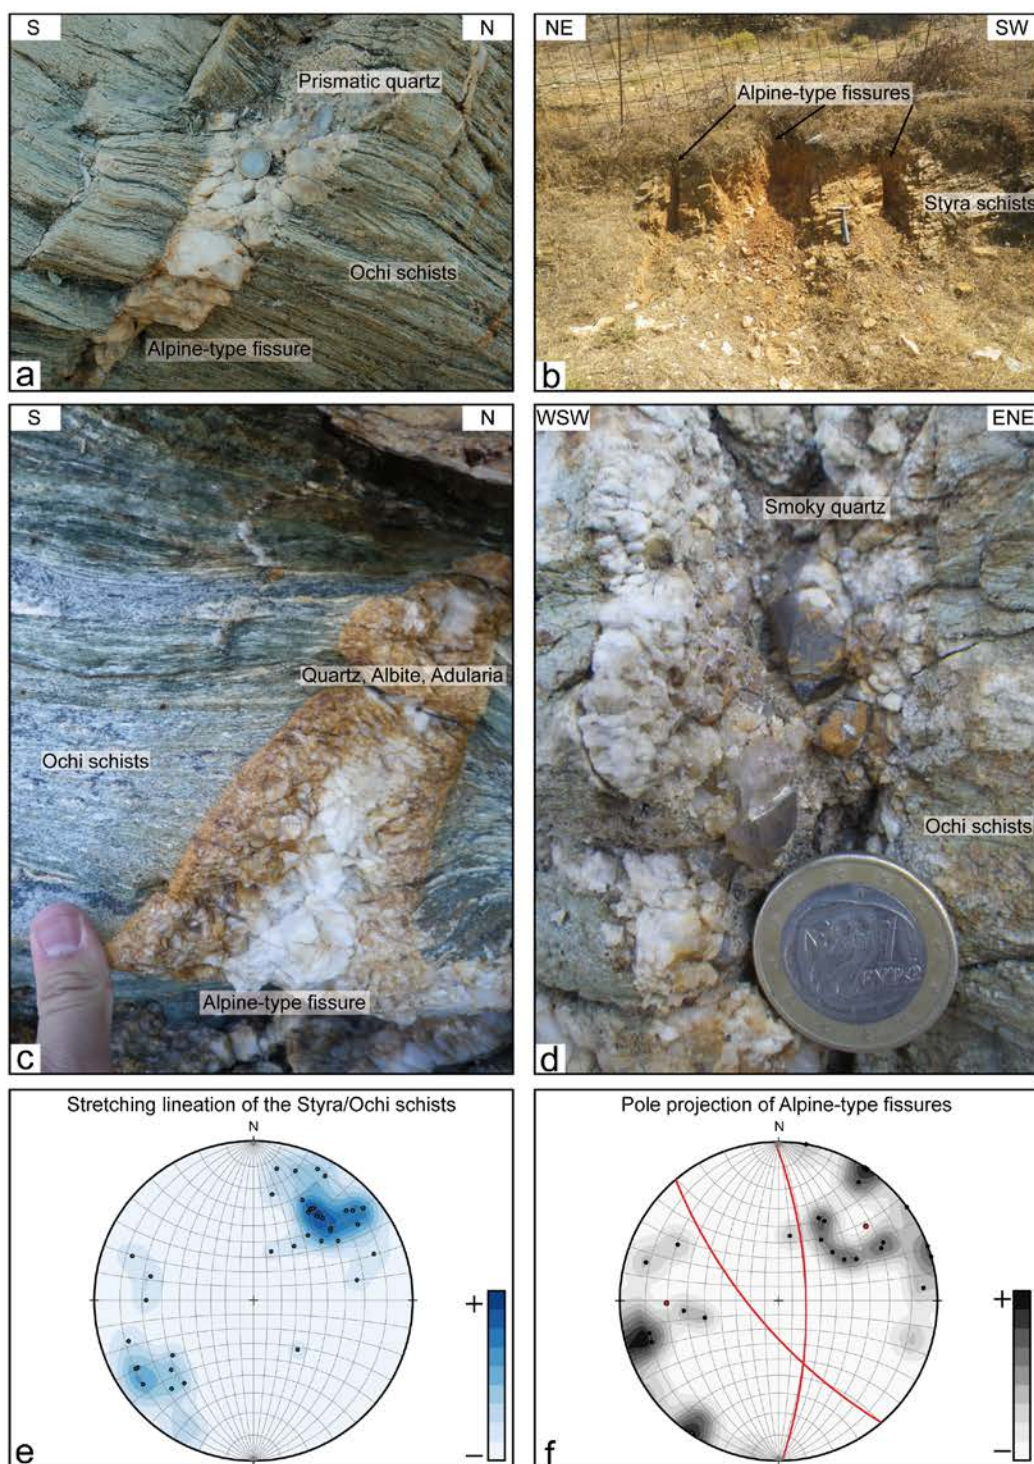 S
N
Prismatic quartz
Ochi schists
Alpine-type fissure
a
NE
SW
Alpine-type fissures
Styra schists
b
S
N
Quartz, Albite, Adularia
Ochi schists
Alpine-type fissure
c
WSW
ENE
Smoky quartz
Ochi schists
1
ΕΥΡΩ
d
Stretching lineation of the Styra/Ochi schists
N
+
−
e
Pole projection of Alpine-type fissures
N
+
−
f